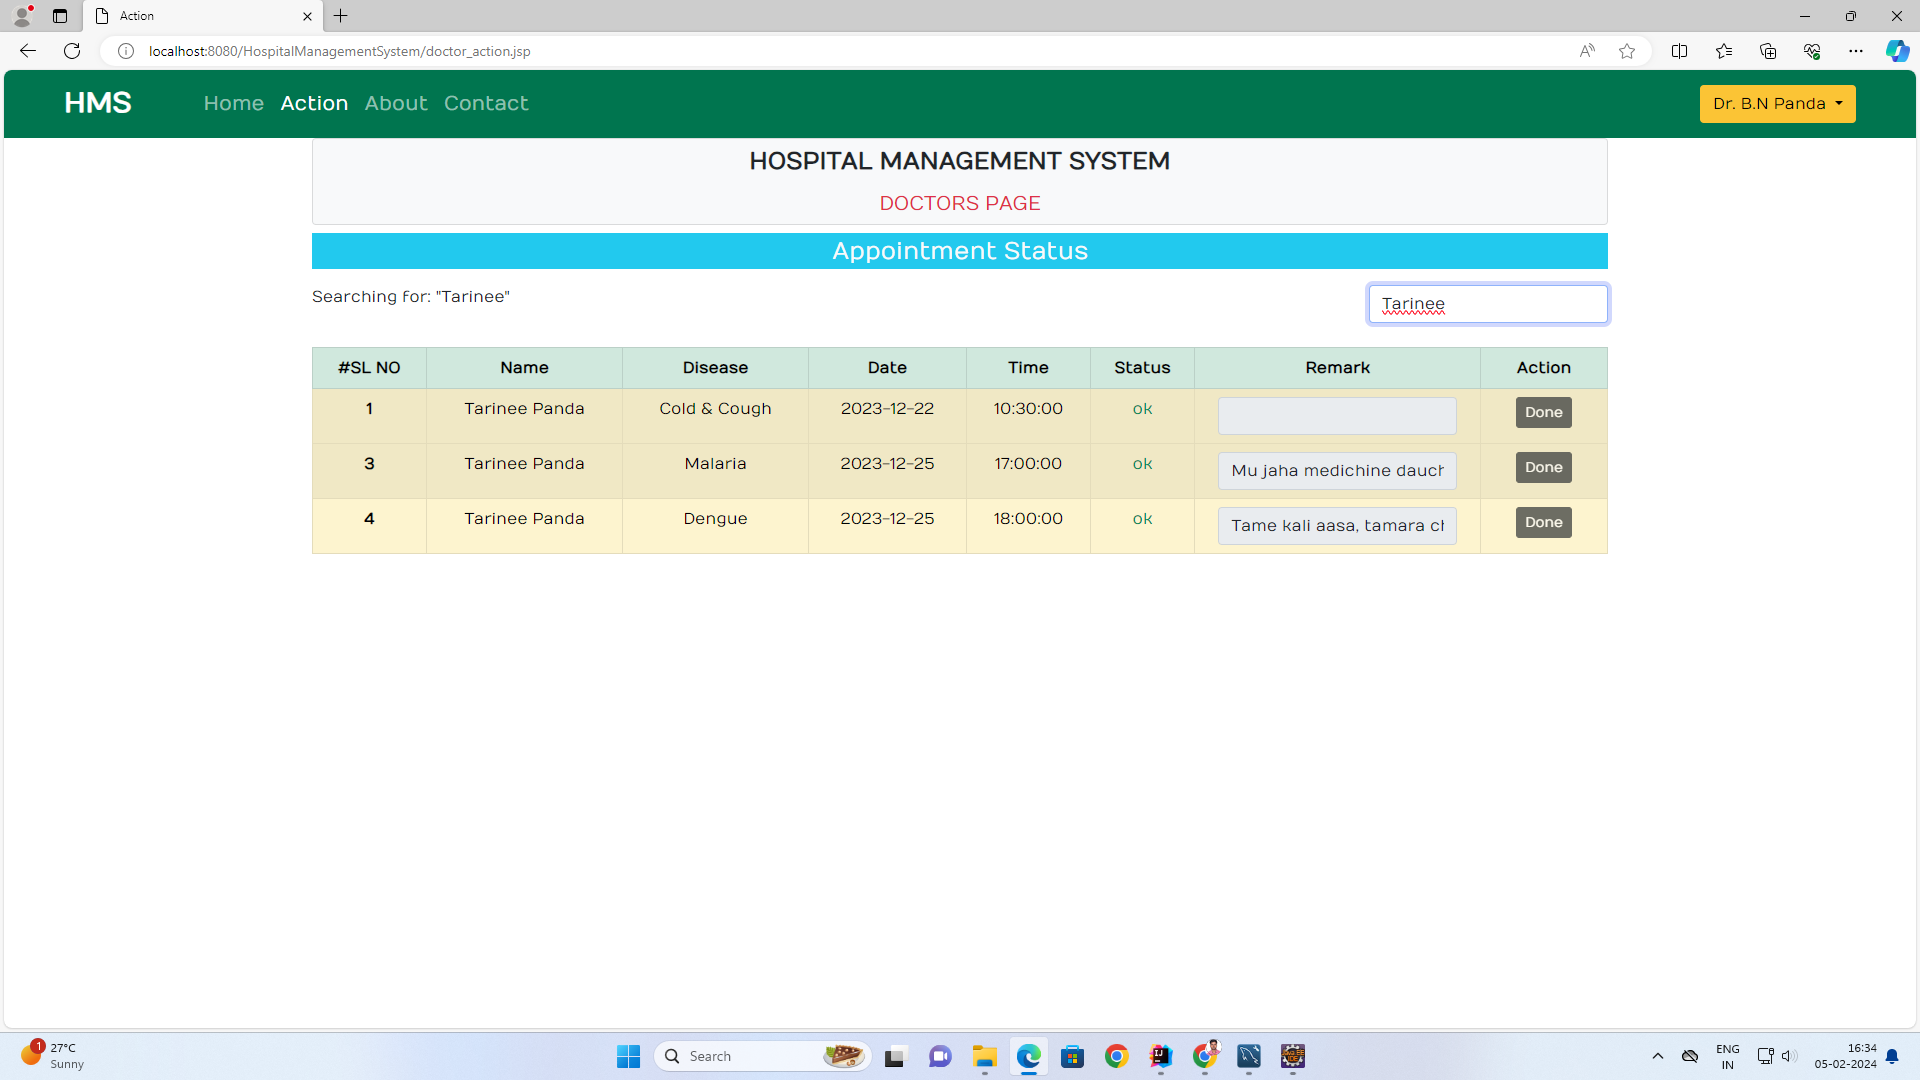 Action
localhost:8080/HospitalManagementSystem/doctor_action.jsp
HMS Home Action About Contact Dr. B.N Panda
HOSPITAL MANAGEMENT SYSTEM
DOCTORS PAGE
Appointment Status
Searching for: "Tarinee" Tarinee
#SL NO Name Disease Date Time Status Remark Action
1 Tarinee Panda Cold & Cough 2023-12-22 10:30:00 ok Done
3 Tarinee Panda Malaria 2023-12-25 17:00:00 ok Mu jaha medichine dauch Done
4 Tarinee Panda Dengue 2023-12-25 18:00:00 ok Tame kali aasa, tamara ch Done
1 27°C
Sunny
Search
ENG
IN
16:34
05-02-2024